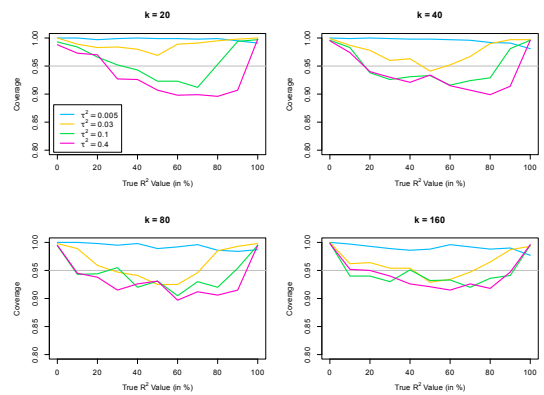 k = 20
Coverage
1.00
0.95
0.90
0.85
0.80
τ² = 0.005
τ² = 0.03
τ² = 0.1
τ² = 0.4
0 20 40 60 80 100
True R² Value (in %)
k = 40
Coverage
1.00
0.95
0.90
0.85
0.80
0 20 40 60 80 100
True R² Value (in %)
k = 80
Coverage
1.00
0.95
0.90
0.85
0.80
0 20 40 60 80 100
True R² Value (in %)
k = 160
Coverage
1.00
0.95
0.90
0.85
0.80
0 20 40 60 80 100
True R² Value (in %)